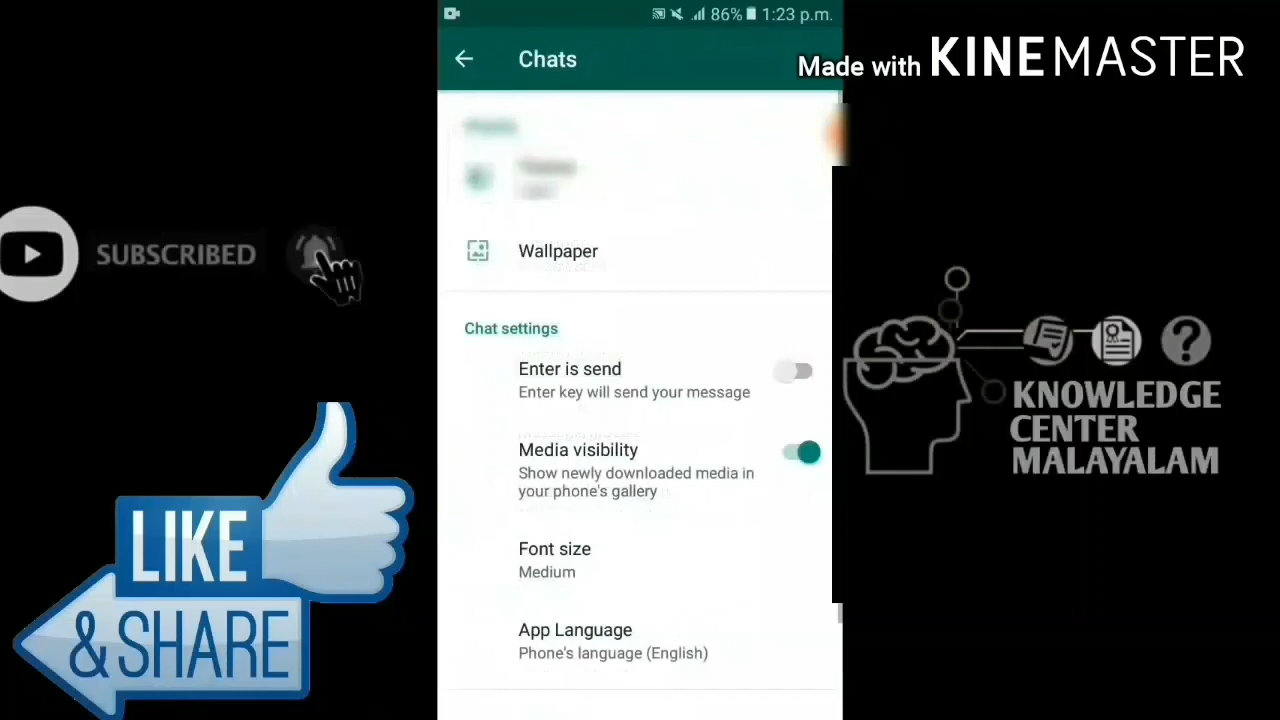 86% 1:23 p.m.
Chats
Made with KINEMASTER
Wallpaper
SUBSCRIBED
Chat settings
Enter is send
Enter key will send your message
Media visibility
Show newly downloaded media in
your phone's gallery
Font size
Medium
App Language
Phone's language (English)
KNOWLEDGE
CENTER
MALAYALAM
LIKE
& SHARE